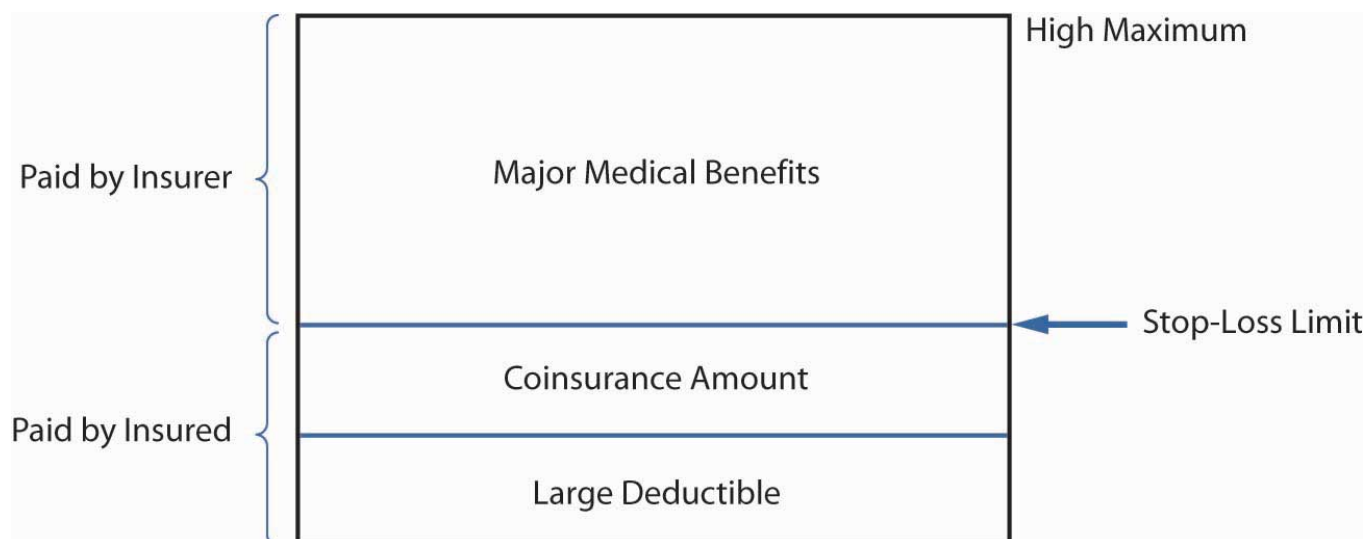 High Maximum
Paid by Insurer
Major Medical Benefits
Stop-Loss Limit
Coinsurance Amount
Paid by Insured
Large Deductible